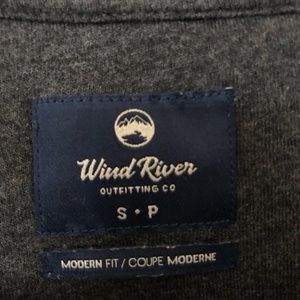 Wind River
OUTFITTING CO
S • P
MODERN FIT / COUPE MODERNE